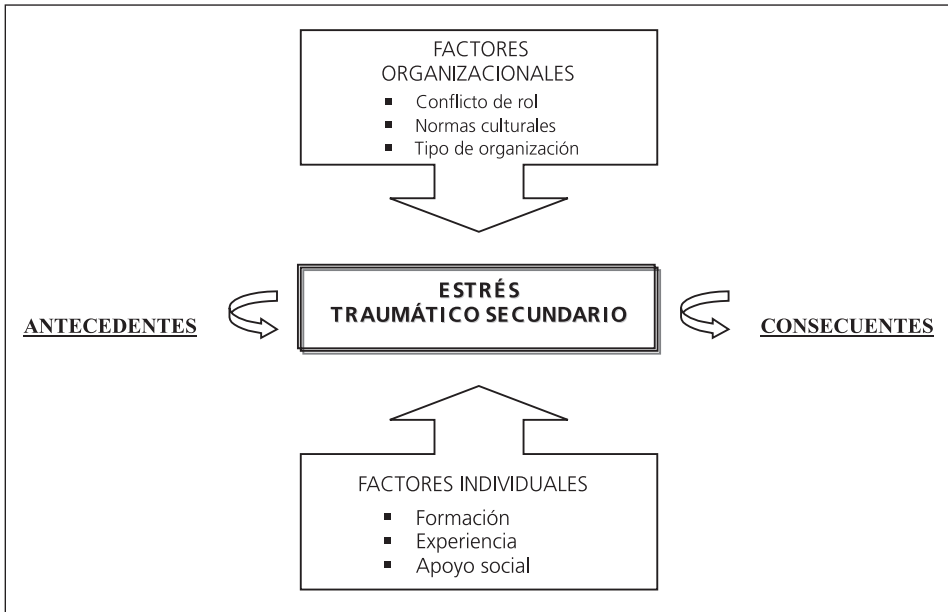 FACTORES
ORGANIZACIONALES
▪ Conflicto de rol
▪ Normas culturales
▪ Tipo de organización
ESTRÉS
TRAUMÁTICO SECUNDARIO
ANTECEDENTES
CONSECUENTES
FACTORES INDIVIDUALES
▪ Formación
▪ Experiencia
▪ Apoyo social